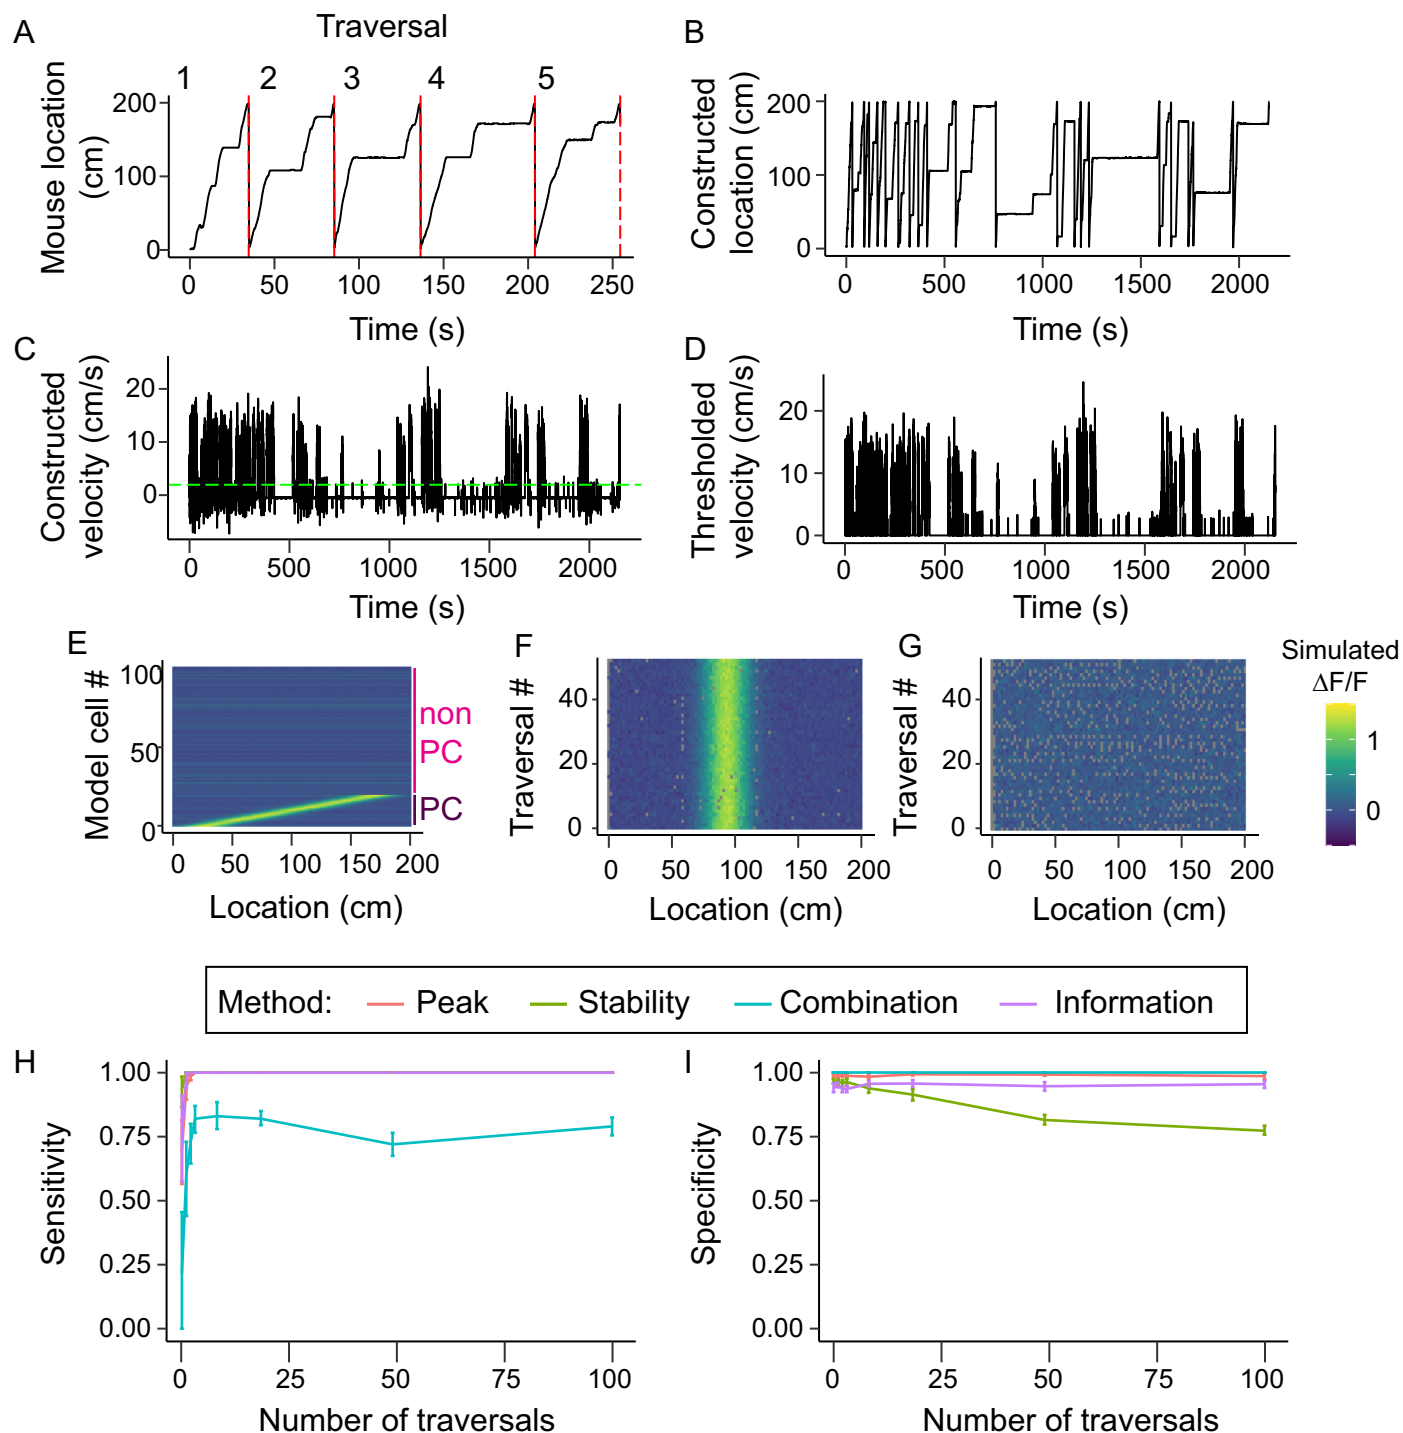 A
Traversal
1 2 3 4 5
Mouse location
(cm)
200
100
0
0 50 100 150 200 250
Time (s)
B
Constructed
location (cm)
200
100
0
0 500 1000 1500 2000
Time (s)
C
Constructed
velocity (cm/s)
20
10
0
0 500 1000 1500 2000
Time (s)
D
Thresholded
velocity (cm/s)
20
10
0
0 500 1000 1500 2000
Time (s)
E
Model cell #
100
50
0
non
PC
PC
0 50 100 150 200
Location (cm)
F
Traversal #
40
20
0
0 50 100 150 200
Location (cm)
G
Traversal #
40
20
0
0 50 100 150 200
Location (cm)
Simulated
ΔF/F
1
0
Method: Peak Stability Combination Information
H
Sensitivity
1.00
0.75
0.50
0.25
0.00
0 25 50 75 100
Number of traversals
I
Specificity
1.00
0.75
0.50
0.25
0.00
0 25 50 75 100
Number of traversals